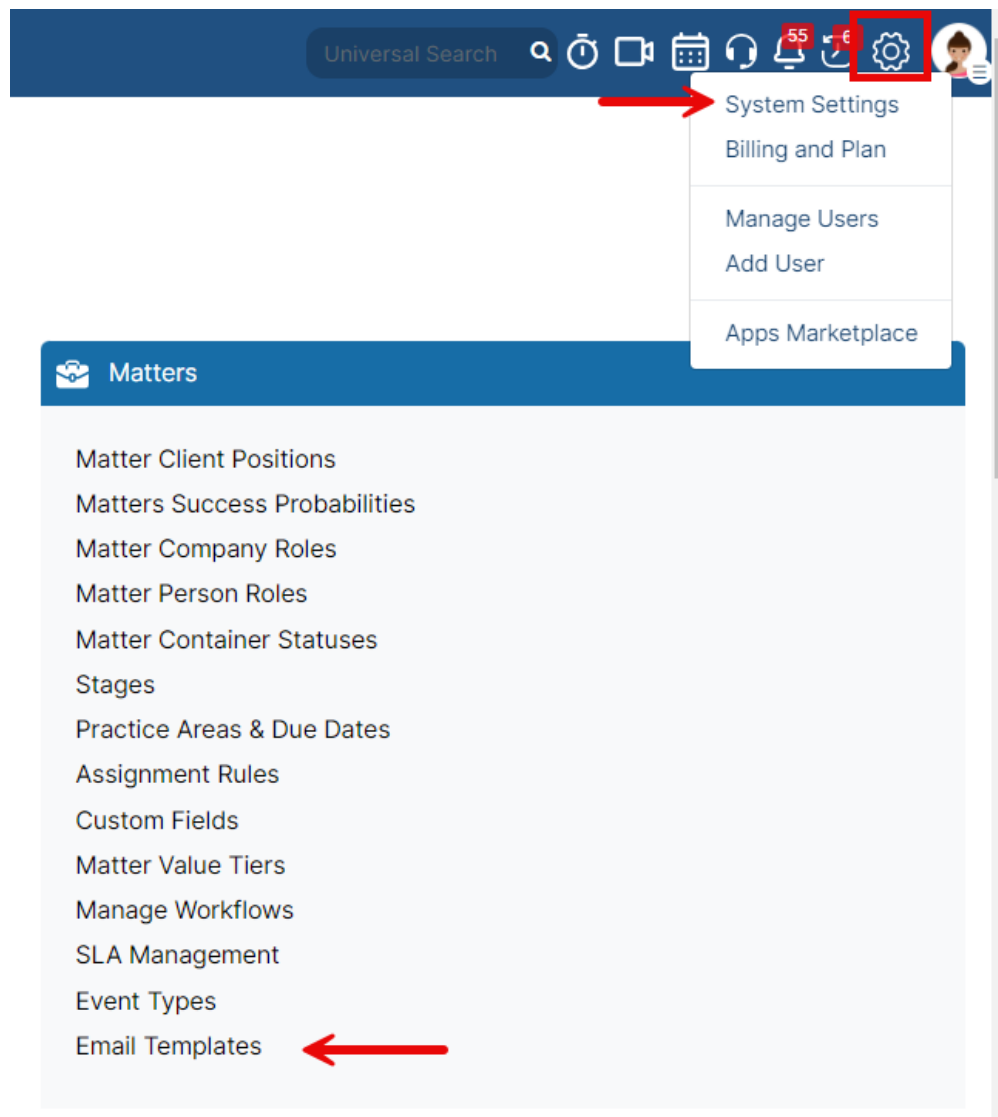 Universal Search
55
6
System Settings
Billing and Plan
Manage Users
Add User
Apps Marketplace
Matters
Matter Client Positions
Matters Success Probabilities
Matter Company Roles
Matter Person Roles
Matter Container Statuses
Stages
Practice Areas & Due Dates
Assignment Rules
Custom Fields
Matter Value Tiers
Manage Workflows
SLA Management
Event Types
Email Templates